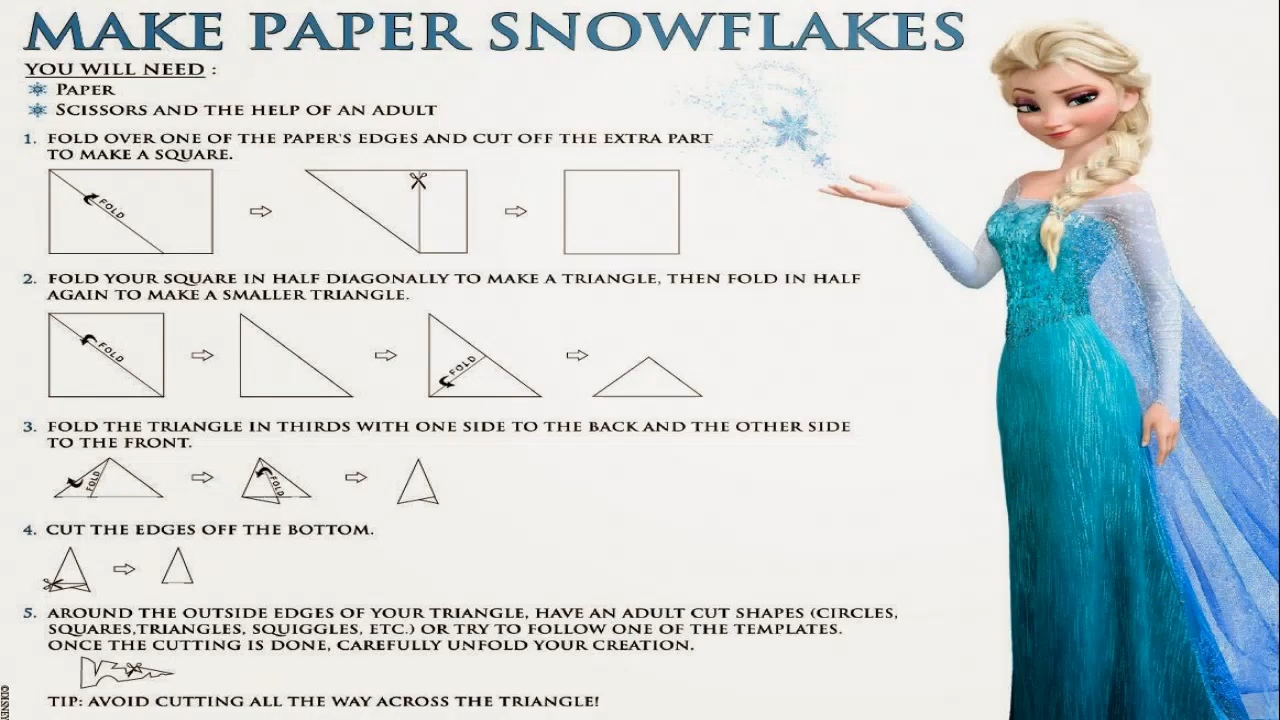 MAKE PAPER SNOWFLAKES
YOU WILL NEED :
PAPER
SCISSORS AND THE HELP OF AN ADULT
1. FOLD OVER ONE OF THE PAPER'S EDGES AND CUT OFF THE EXTRA PART
TO MAKE A SQUARE.
FOLD
2. FOLD YOUR SQUARE IN HALF DIAGONALLY TO MAKE A TRIANGLE, THEN FOLD IN HALF
AGAIN TO MAKE A SMALLER TRIANGLE.
FOLD
FOLD
3. FOLD THE TRIANGLE IN THIRDS WITH ONE SIDE TO THE BACK AND THE OTHER SIDE
TO THE FRONT.
FOLD
FOLD
4. CUT THE EDGES OFF THE BOTTOM.
5. AROUND THE OUTSIDE EDGES OF YOUR TRIANGLE, HAVE AN ADULT CUT SHAPES (CIRCLES,
SQUARES,TRIANGLES, SQUIGGLES, ETC.) OR TRY TO FOLLOW ONE OF THE TEMPLATES.
ONCE THE CUTTING IS DONE, CAREFULLY UNFOLD YOUR CREATION.
TIP: AVOID CUTTING ALL THE WAY ACROSS THE TRIANGLE!
©DISNEY